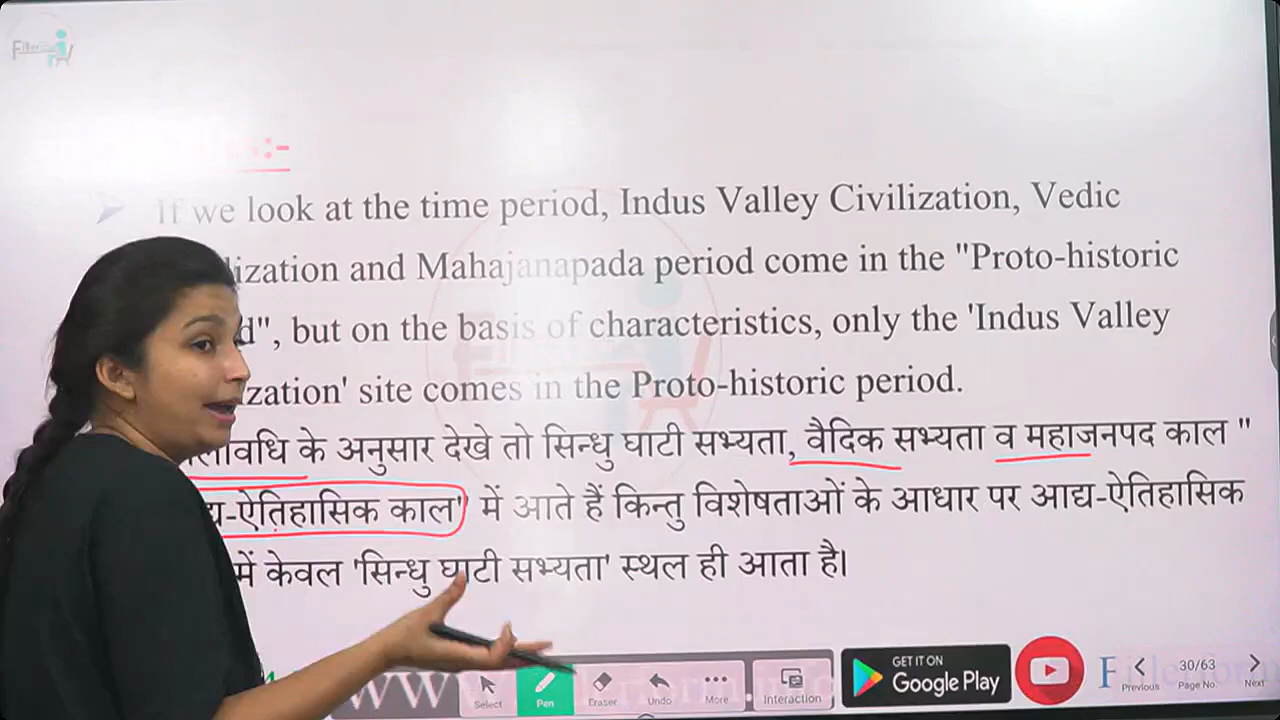 Filler
:-
If we look at the time period, Indus Valley Civilization, Vedic
lization and Mahajanapada period come in the "Proto-historic
d", but on the basis of characteristics, only the 'Indus Valley
zation' site comes in the Proto-historic period.
लावधि के अनुसार देखे तो सिन्धु घाटी सभ्यता, वैदिक सभ्यता व महाजनपद काल "
द्य-ऐतिहासिक काल" में आते हैं किन्तु विशेषताओं के आधार पर आद्य-ऐतिहासिक
में केवल 'सिन्धु घाटी सभ्यता' स्थल ही आता है।
Select
Pen
Eraser
Undo
More
Interaction
GET IT ON
Google Play
Previous
30/63
Page No.
Next